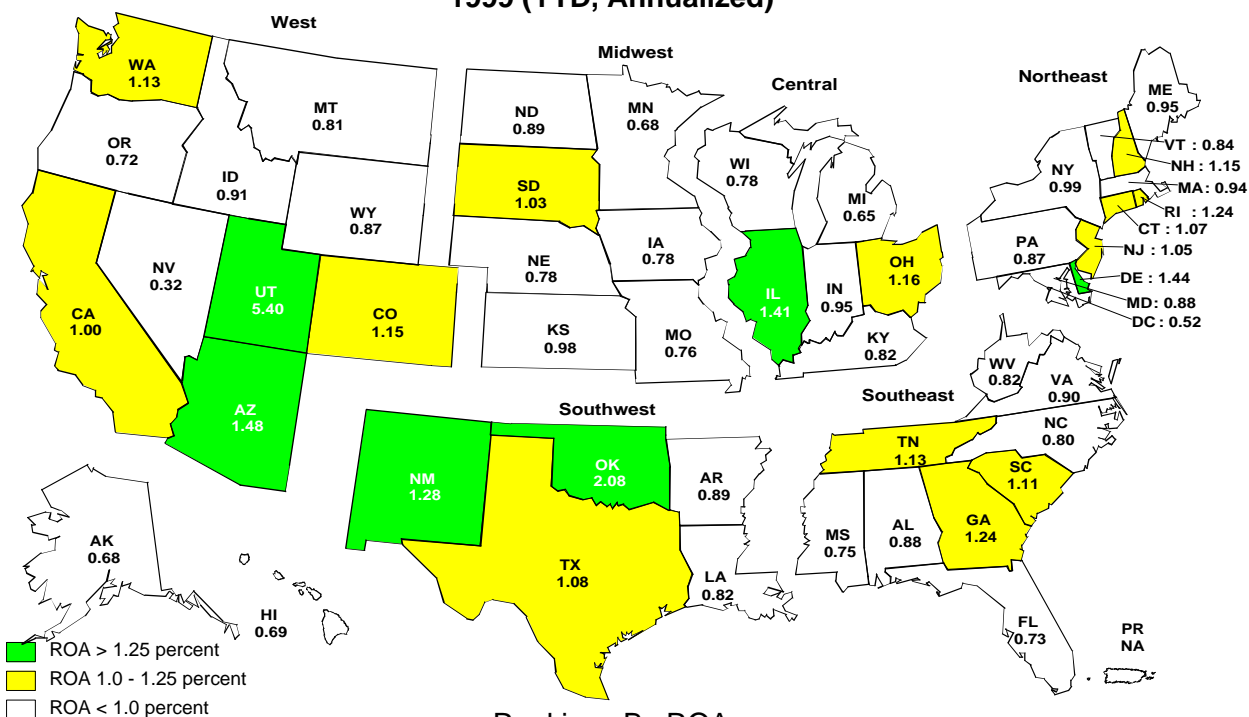 1999 (YTD, Annualized)
West
Midwest
Central
Northeast
WA
1.13
MT
0.81
ND
0.89
MN
0.68
ME
0.95
OR
0.72
ID
0.91
WY
0.87
SD
1.03
WI
0.78
MI
0.65
NY
0.99
VT : 0.84
NH : 1.15
MA : 0.94
RI : 1.24
CT : 1.07
NJ : 1.05
DE : 1.44
MD : 0.88
DC : 0.52
PA
0.87
NV
0.32
UT
5.40
CO
1.15
NE
0.78
IA
0.78
IL
1.41
IN
0.95
OH
1.16
CA
1.00
KS
0.98
MO
0.76
KY
0.82
WV
0.82
VA
0.90
AZ
1.48
Southwest
Southeast
NC
0.80
TN
1.13
SC
1.11
NM
1.28
OK
2.08
AR
0.89
GA
1.24
AK
0.68
TX
1.08
MS
0.75
AL
0.88
LA
0.82
HI
0.69
FL
0.73
PR
NA
ROA > 1.25 percent
ROA 1.0 - 1.25 percent
ROA < 1.0 percent